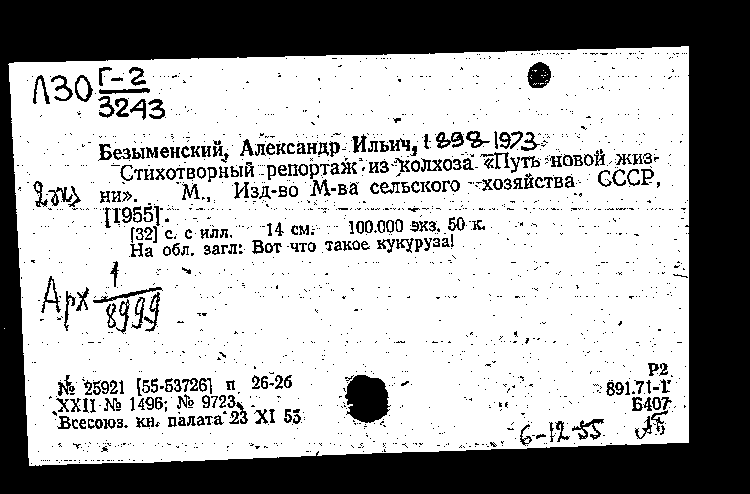 Л30 Г-2
3243
Безыменский, Александр Ильич, 1898-1973
Стихотворный репортаж из колхоза «Путь новой жиз-
2 экз
ни». М., Изд-во М-ва сельского хозяйства СССР,
[1955].
[32] с. с илл. 14 см. 100.000 экз. 50 к.
На обл. загл: Вот что такое кукуруза!
Арх 1
8999
№ 25921 [55-53726] п 26-26
XXII № 1496; № 9723
Всесоюз. кн. палата 23 XI 55
Р2
891.71-1
Б407
6-12-55 АБ